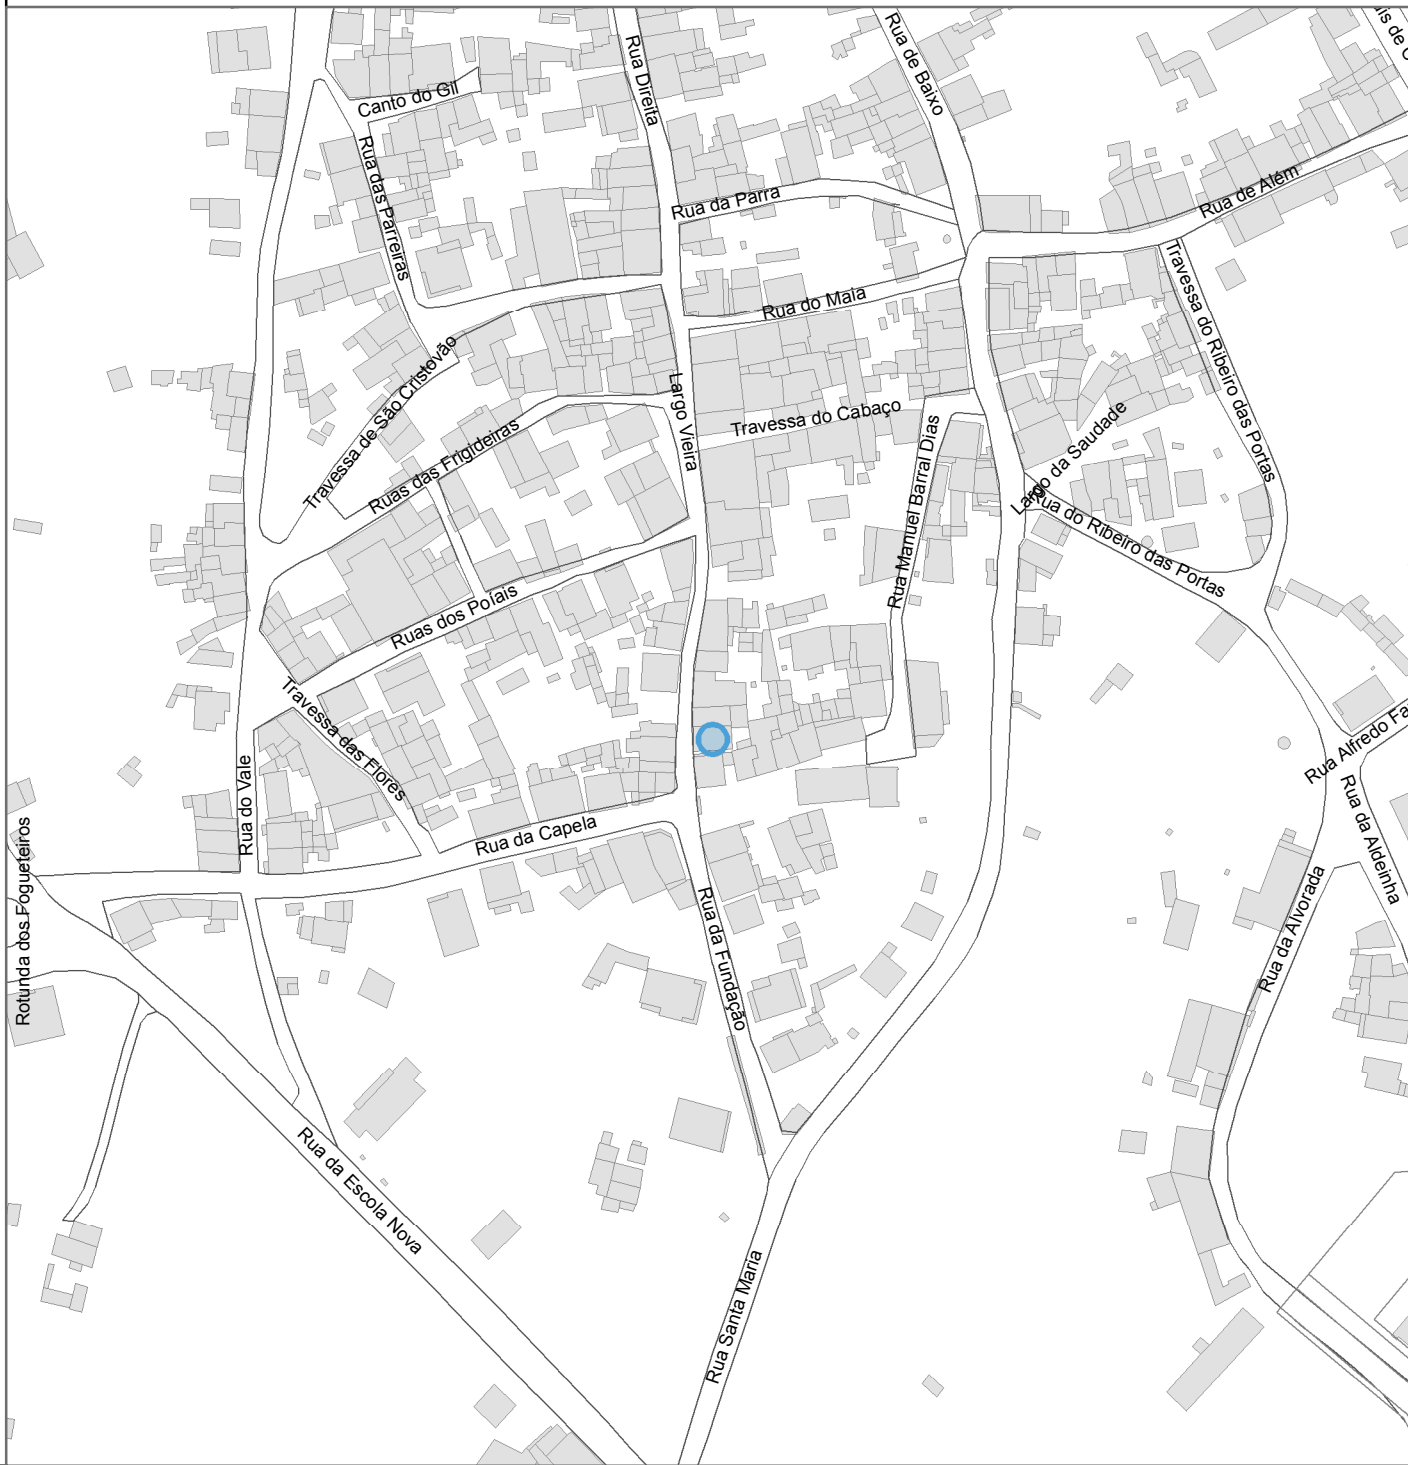 Rua de Baixo
Rua Direita
Canto do Gil
Rua das Parreiras
Rua da Parra
Rua de Além
Rua do Maia
Travessa do Ribeiro das Portas
Travessa de São Cristovão
Largo Vieira
Travessa do Cabaço
Ruas das Frigideiras
Largo da Saudade
Rua Manuel Barral Dias
Rua do Ribeiro das Portas
Ruas dos Poíais
Travessa das Flores
Rua Alfredo
Rua do Vale
Rua da Aldeinha
Rua da Capela
Rotunda dos Fogueteiros
Rua da Fundação
Rua da Alvorada
Rua da Escola Nova
Rua Santa Maria